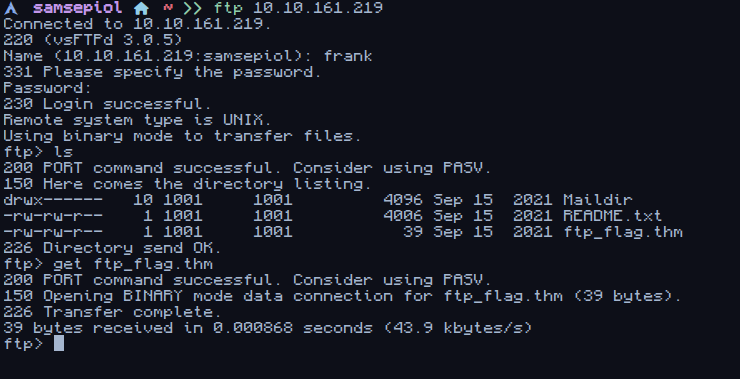 samsepiol ~ >> ftp 10.10.161.219
Connected to 10.10.161.219.
220 (vsFTPd 3.0.5)
Name (10.10.161.219:samsepiol): frank
331 Please specify the password.
Password:
230 Login successful.
Remote system type is UNIX.
Using binary mode to transfer files.
ftp> ls
200 PORT command successful. Consider using PASV.
150 Here comes the directory listing.
drwx------   10 1001     1001         4096 Sep 15  2021 Maildir
-rw-rw-r--    1 1001     1001         4006 Sep 15  2021 README.txt
-rw-rw-r--    1 1001     1001           39 Sep 15  2021 ftp_flag.thm
226 Directory send OK.
ftp> get ftp_flag.thm
200 PORT command successful. Consider using PASV.
150 Opening BINARY mode data connection for ftp_flag.thm (39 bytes).
226 Transfer complete.
39 bytes received in 0.000868 seconds (43.9 kbytes/s)
ftp>